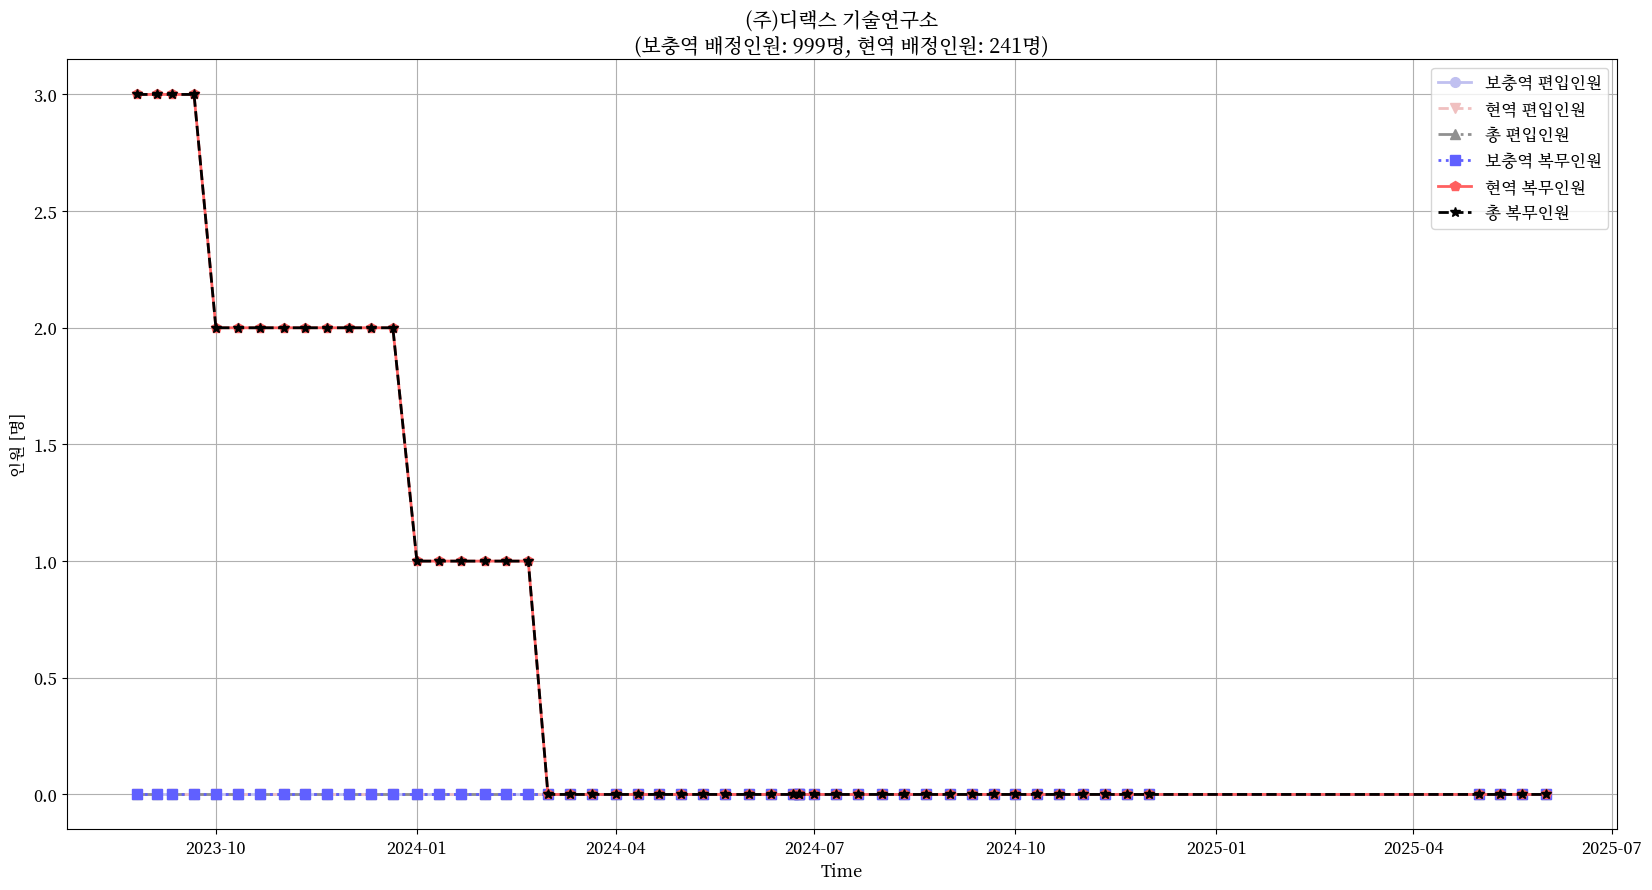 (주)디랙스 기술연구소
(보충역 배정인원: 999명, 현역 배정인원: 241명)
보충역 편입인원
현역 편입인원
총 편입인원
보충역 복무인원
현역 복무인원
총 복무인원
인원 [명]
3.0
2.5
2.0
1.5
1.0
0.5
0.0
2023-10
2024-01
2024-04
2024-07
2024-10
2025-01
2025-04
2025-07
Time